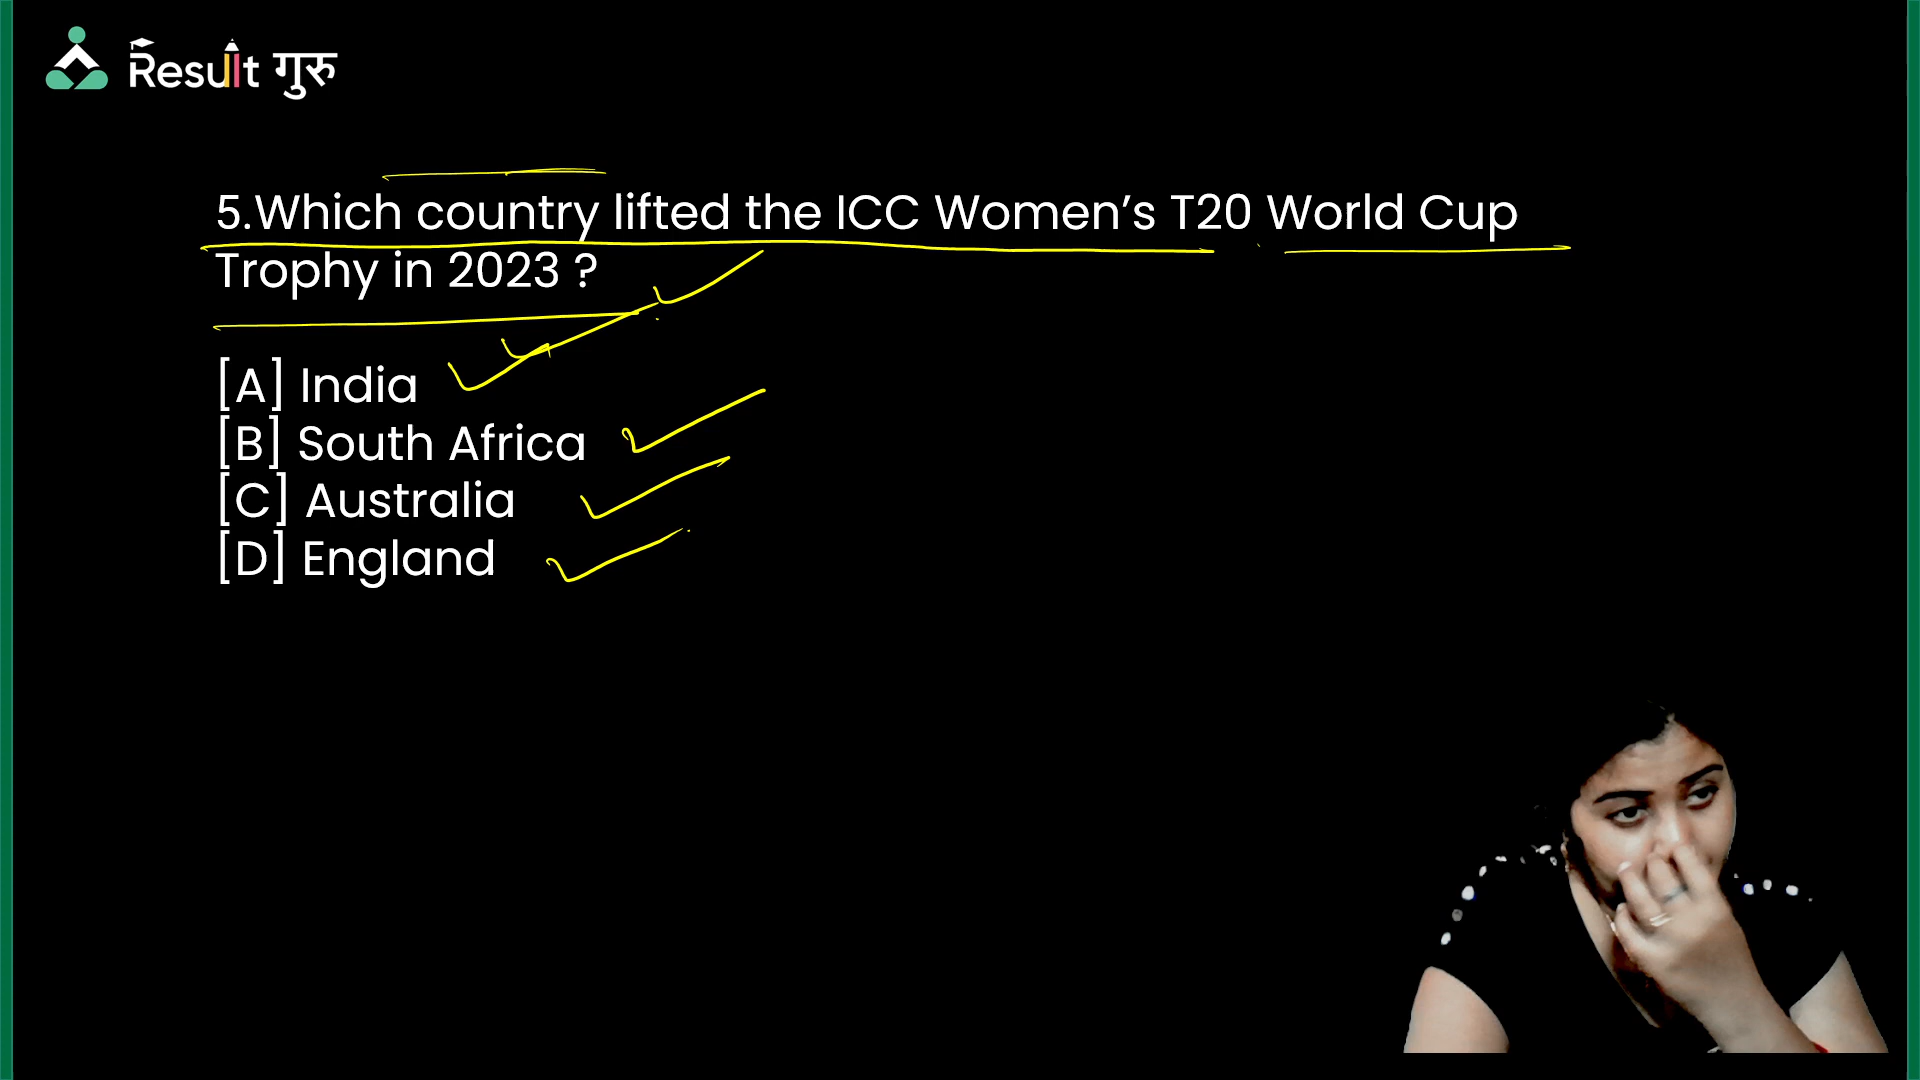 Result गुरु
5.Which country lifted the ICC Women’s T20 World Cup
Trophy in 2023 ?
[A] India
[B] South Africa
[C] Australia
[D] England